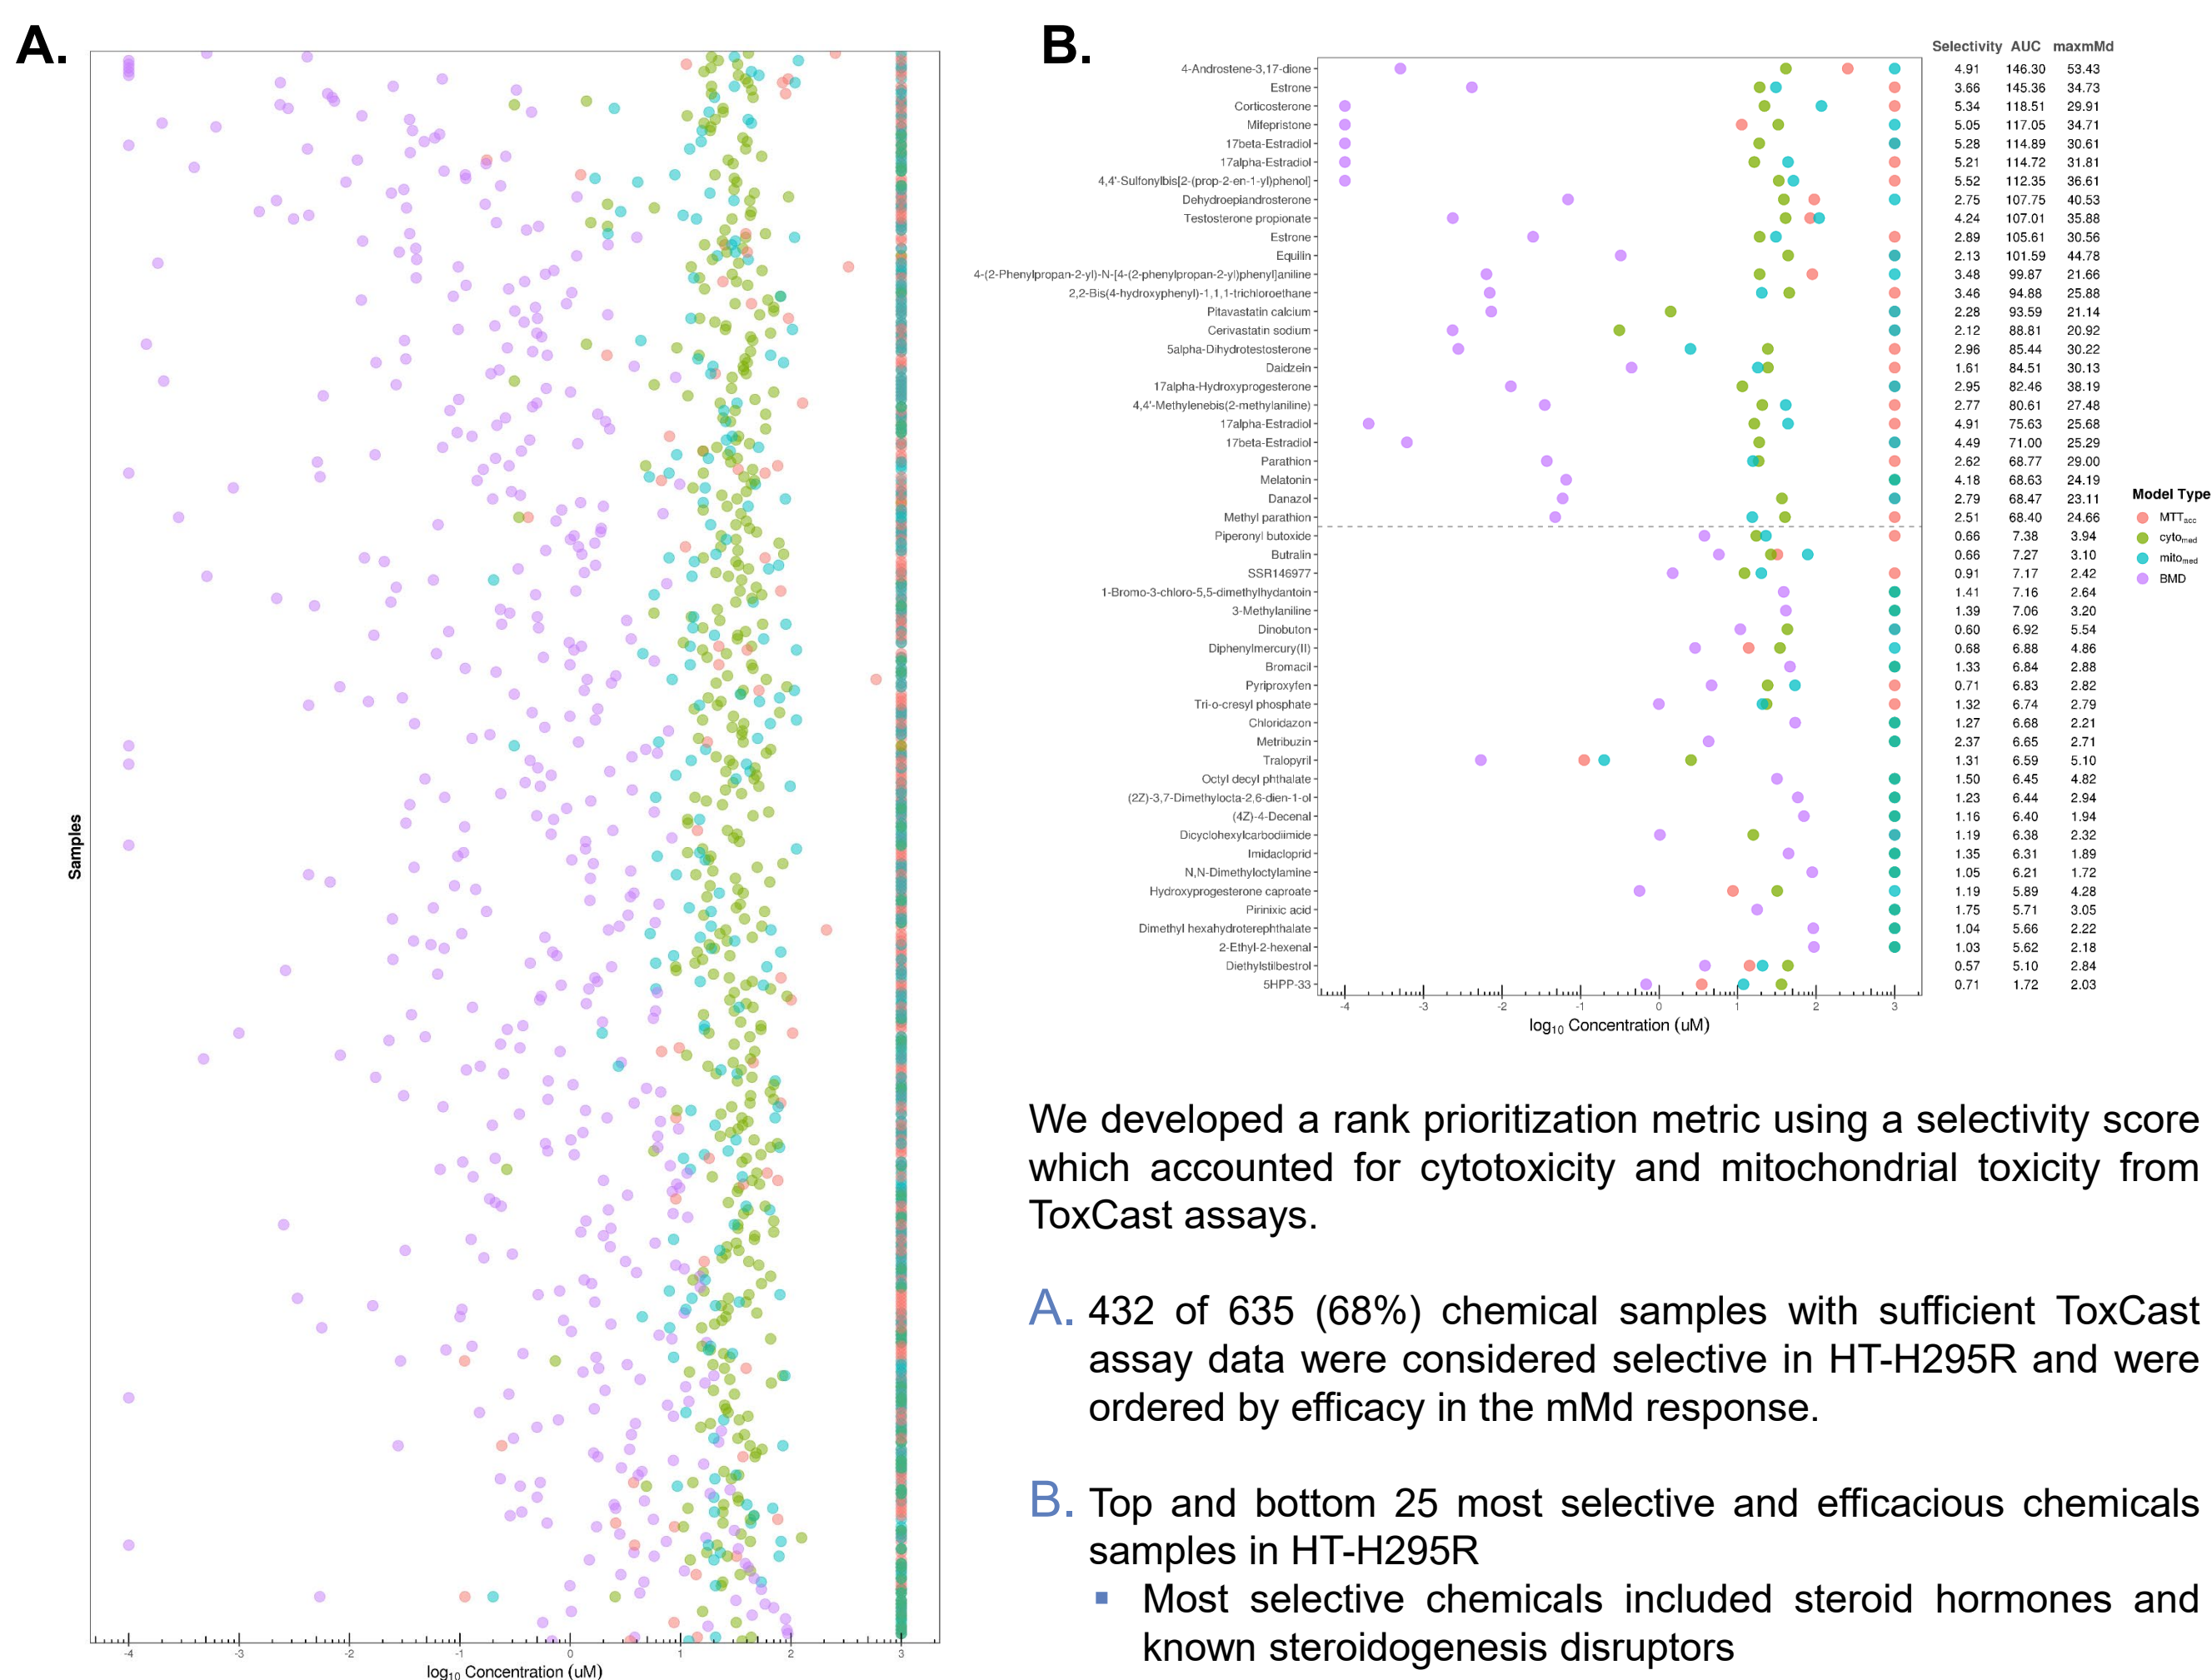 A.
Samples
-4 -3 -2 -1 0 1 2 3
log10 Concentration (uM)
B.
Selectivity AUC maxmMd
4-Androstene-3,17-dione 4.91 146.30 53.43
Estrone 3.66 145.36 34.73
Corticosterone 5.34 118.51 29.91
Mifepristone 5.05 117.05 34.71
17beta-Estradiol 5.28 114.89 30.61
17alpha-Estradiol 5.21 114.72 31.81
4,4'-Sulfonylbis[2-(prop-2-en-1-yl)phenol] 5.52 112.35 36.61
Dehydroepiandrosterone 2.75 107.75 40.53
Testosterone propionate 4.24 107.01 35.88
Estrone 2.89 105.61 30.56
Equilin 2.13 101.59 44.78
4-(2-Phenylpropan-2-yl)-N-[4-(2-phenylpropan-2-yl)phenyl]aniline 3.48 99.87 21.66
2,2-Bis(4-hydroxyphenyl)-1,1,1-trichloroethane 3.46 94.88 25.88
Pitavastatin calcium 2.28 93.59 21.14
Cerivastatin sodium 2.12 88.81 20.92
5alpha-Dihydrotestosterone 2.96 85.44 30.22
Daidzein 1.61 84.51 30.13
17alpha-Hydroxyprogesterone 2.95 82.46 38.19
4,4'-Methylenebis(2-methylaniline) 2.77 80.61 27.48
17alpha-Estradiol 4.91 75.63 25.68
17beta-Estradiol 4.49 71.00 25.29
Parathion 2.62 68.77 29.00
Melatonin 4.18 68.63 24.19
Danazol 2.79 68.47 23.11
Methyl parathion 2.51 68.40 24.66
Piperonyl butoxide 0.66 7.38 3.94
Butralin 0.66 7.27 3.10
SSR146977 0.91 7.17 2.42
1-Bromo-3-chloro-5,5-dimethylhydantoin 1.41 7.16 2.64
3-Methylaniline 1.39 7.06 3.20
Dinobuton 0.60 6.92 5.54
Diphenylmercury(II) 0.68 6.88 4.86
Bromacil 1.33 6.84 2.88
Pyriproxyfen 0.71 6.83 2.82
Tri-o-cresyl phosphate 1.32 6.74 2.79
Chloridazon 1.27 6.68 2.21
Metribuzin 2.37 6.65 2.71
Tralopyril 1.31 6.59 5.10
Octyl decyl phthalate 1.50 6.45 4.82
(2Z)-3,7-Dimethylocta-2,6-dien-1-ol 1.23 6.44 2.94
(4Z)-4-Decenal 1.16 6.40 1.94
Dicyclohexylcarbodiimide 1.19 6.38 2.32
Imidacloprid 1.35 6.31 1.89
N,N-Dimethyloctylamine 1.05 6.21 1.72
Hydroxyprogesterone caproate 1.19 5.89 4.28
Pirinixic acid 1.75 5.71 3.05
Dimethyl hexahydroterephthalate 1.04 5.66 2.22
2-Ethyl-2-hexenal 1.03 5.62 2.18
Diethylstilbestrol 0.57 5.10 2.84
5HPP-33 0.71 1.72 2.03
-4 -3 -2 -1 0 1 2 3
log10 Concentration (uM)
Model Type
MTTacc
cytomed
mitomed
BMD
We developed a rank prioritization metric using a selectivity score
which accounted for cytotoxicity and mitochondrial toxicity from
ToxCast assays.
A. 432 of 635 (68%) chemical samples with sufficient ToxCast
assay data were considered selective in HT-H295R and were
ordered by efficacy in the mMd response.
B. Top and bottom 25 most selective and efficacious chemicals
samples in HT-H295R
▪ Most selective chemicals included steroid hormones and
known steroidogenesis disruptors